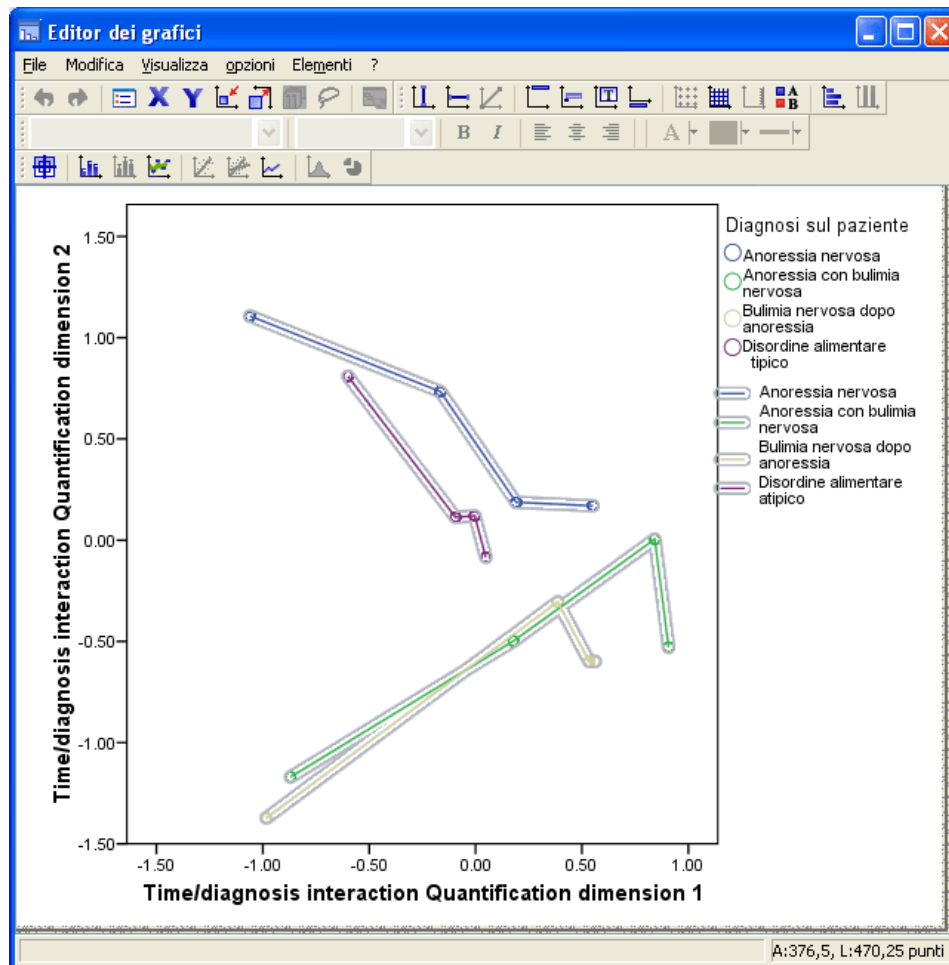 Editor dei grafici
File Modifica Visualizza opzioni Elementi ?
X Y
T
A
B
B I A
Time/diagnosis interaction Quantification dimension 2
1.50
1.00
0.50
0.00
-0.50
-1.00
-1.50
-1.50 -1.00 -0.50 0.00 0.50 1.00
Time/diagnosis interaction Quantification dimension 1
Diagnosi sul paziente
Anoressia nervosa
Anoressia con bulimia
nervosa
Bulimia nervosa dopo
anoressia
Disordine alimentare
tipico
Anoressia nervosa
Anoressia con bulimia
nervosa
Bulimia nervosa dopo
anoressia
Disordine alimentare
atipico
A:376,5, L:470,25 punti